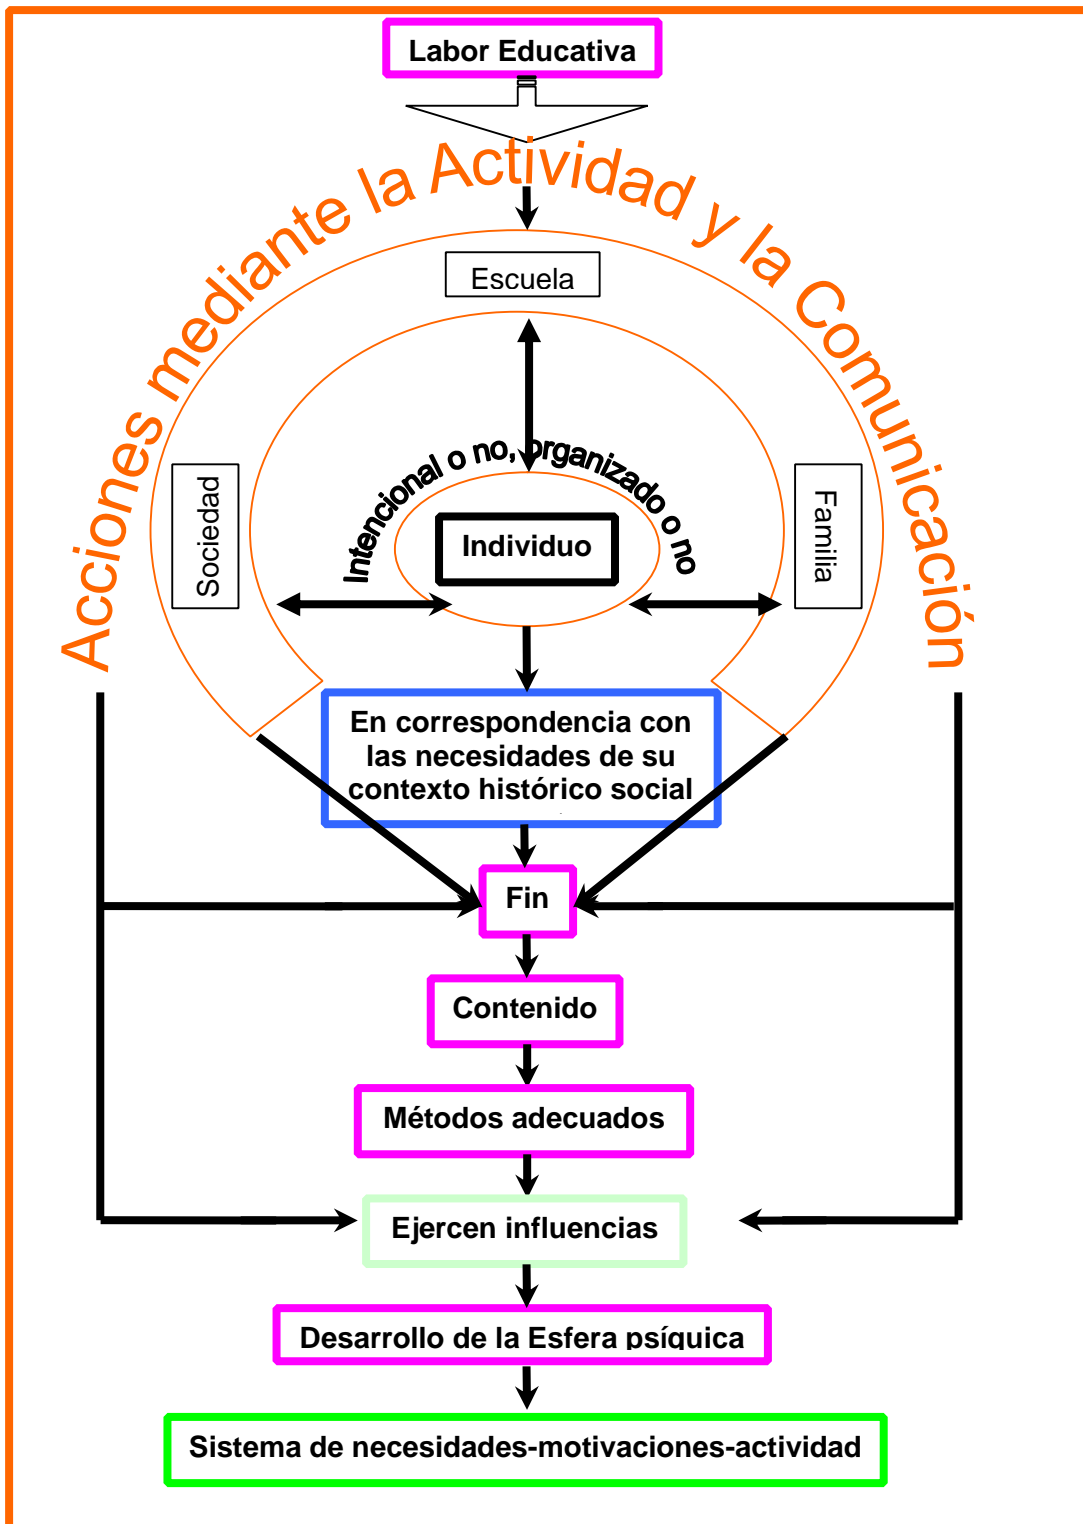 Labor Educativa
Acciones mediante la Actividad y la Comunicación
Escuela
Sociedad
Familia
Intencional o no, organizado o no
Individuo
En correspondencia con
las necesidades de su
contexto histórico social
Fin
Contenido
Métodos adecuados
Ejercen influencias
Desarrollo de la Esfera psíquica
Sistema de necesidades-motivaciones-actividad